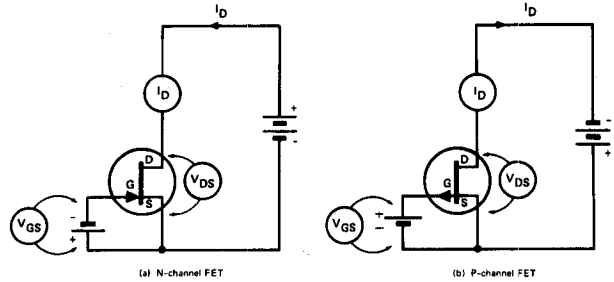 I_D
I_D
+
-
D
G
S
V_DS
V_GS
-
+
(a) N-channel FET
I_D
I_D
-
+
D
G
S
V_DS
V_GS
+
-
(b) P-channel FET